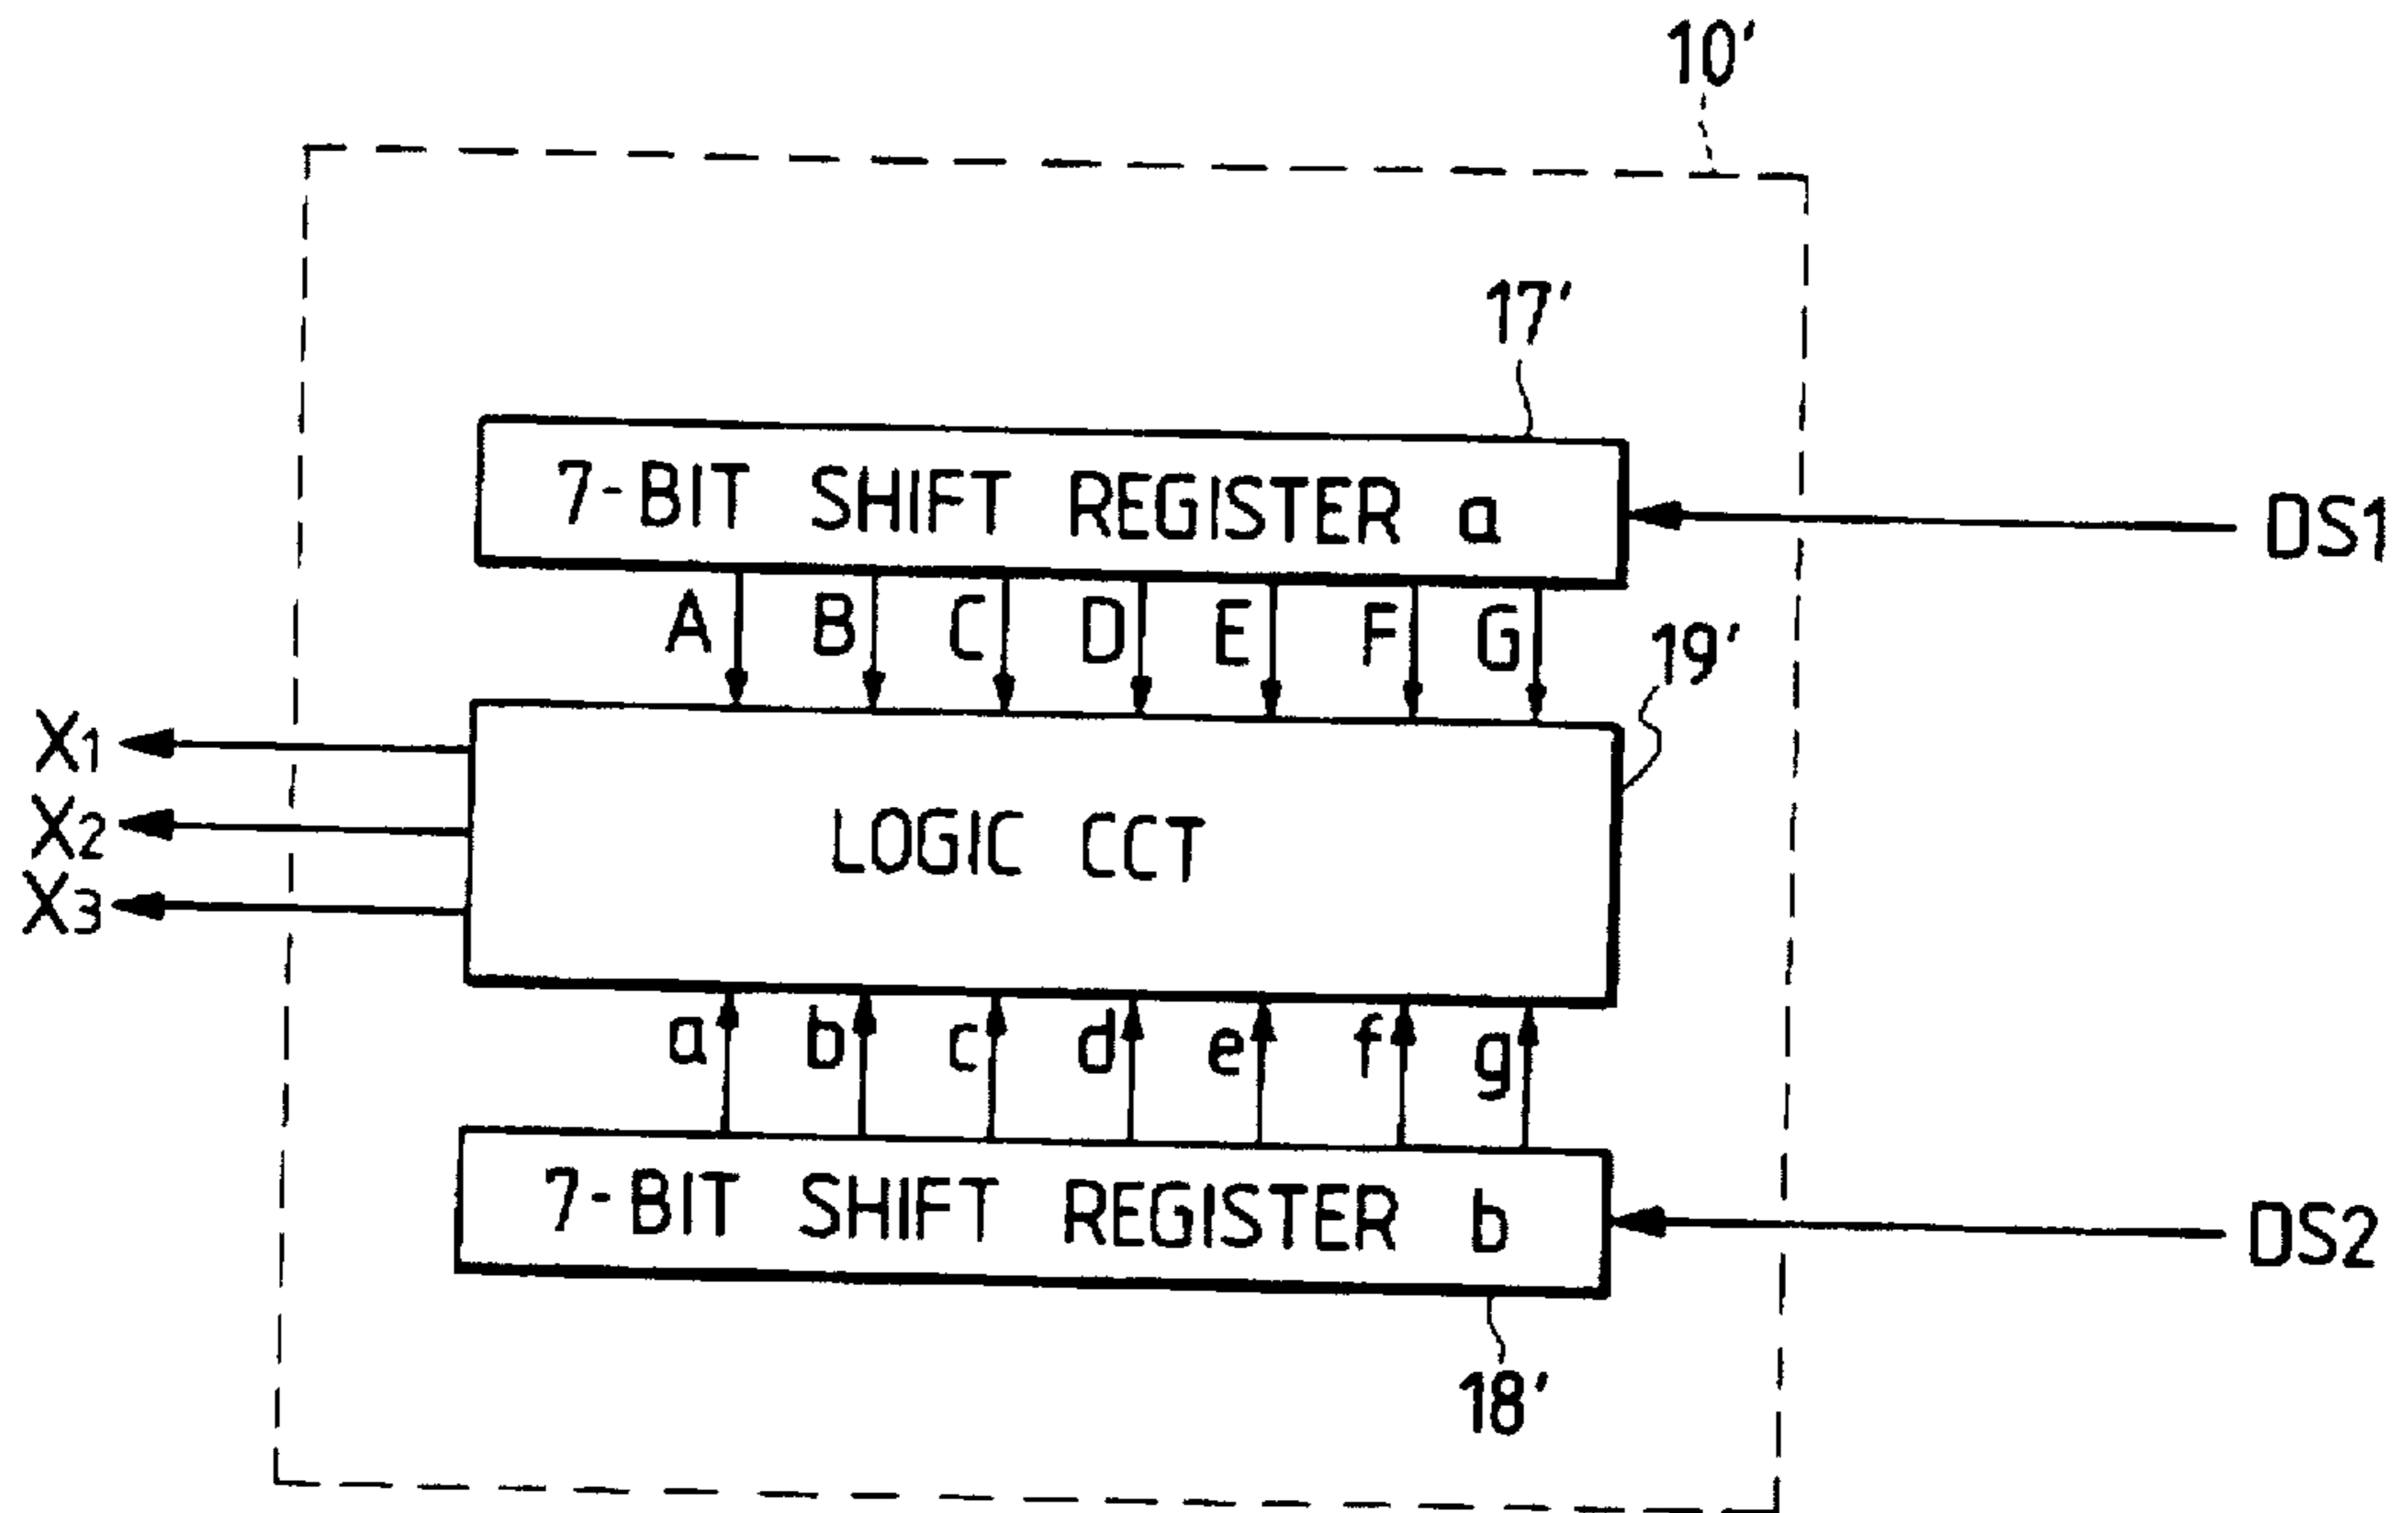 10'
17'
7-BIT SHIFT REGISTER a
DS1
A B C D E F G
19'
X1
X2
X3
LOGIC CCT
a b c d e f g
7-BIT SHIFT REGISTER b
DS2
18'